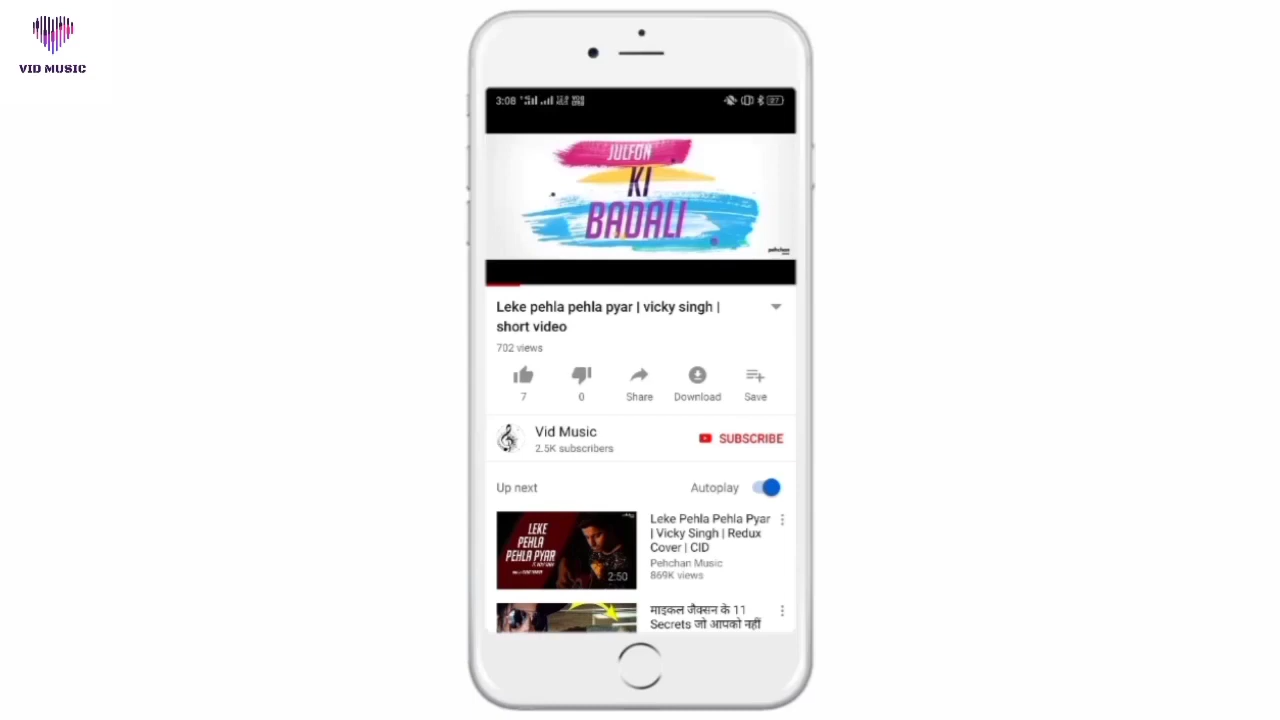 VID MUSIC
3:08
27
JULFON
KI
BADALI
pehchan
Leke pehla pehla pyar | vicky singh |
short video
702 views
7
0
Share
Download
Save
Vid Music
2.5K subscribers
SUBSCRIBE
Up next
Autoplay
LEKE
PEHLA
PEHLA PYAR
2:50
Leke Pehla Pehla Pyar
| Vicky Singh | Redux
Cover | CID
Pehchan Music
869K views
माइकल जैक्सन के 11
Secrets जो आपको नहीं